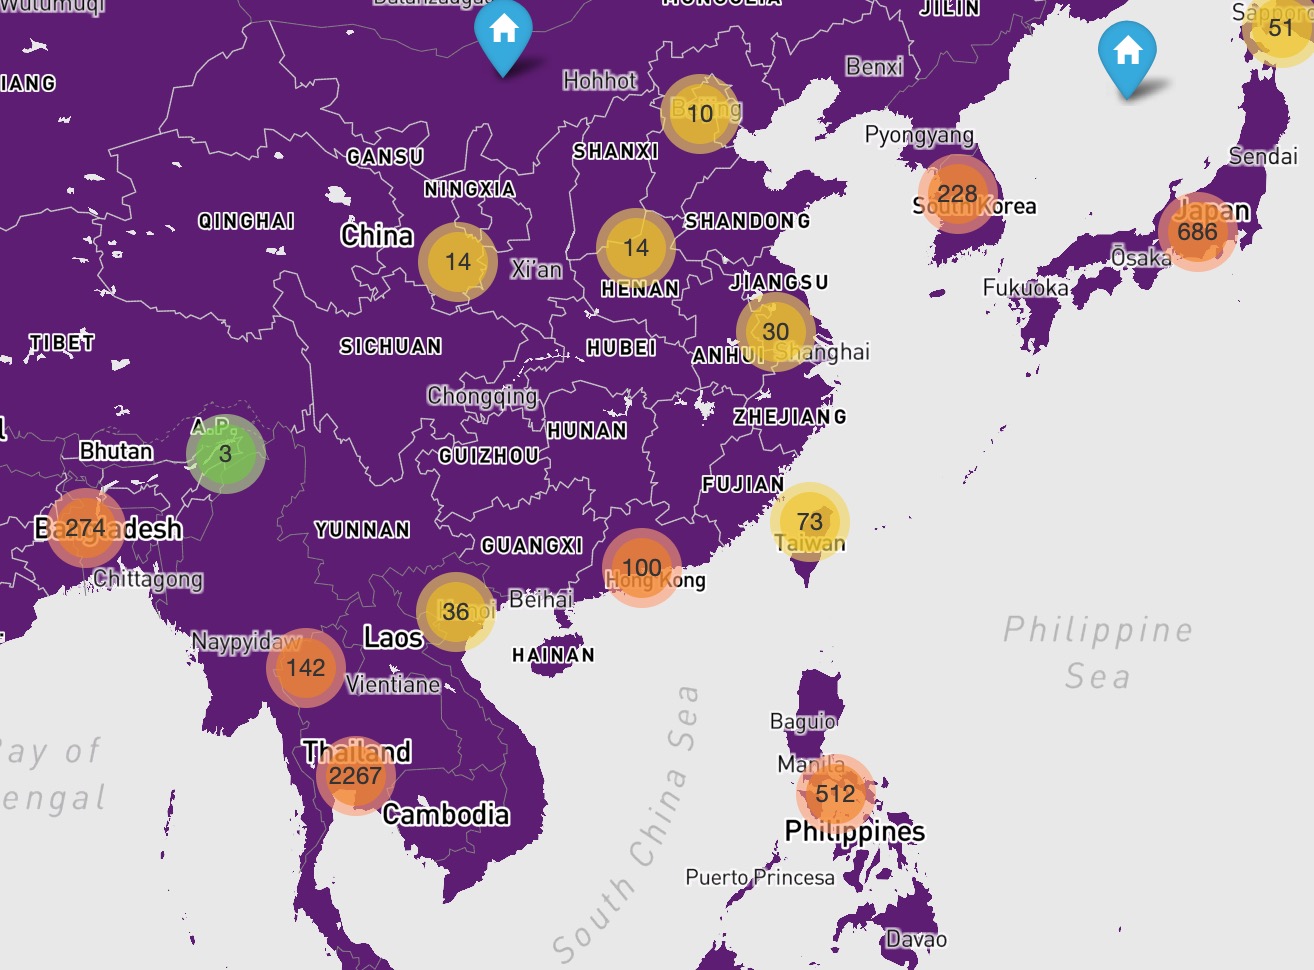 Dalanzadgad
MONGOLIA
JILIN
Sapporo
51
IANG
Hohhot
Benxi
10
Pyongyang
SHANXI
GANSU
Sendai
NINGXIA
228
South Korea
QINGHAI
SHANDONG
Japan
686
China
14
14
Xi'an
Ōsaka
HENAN
JIANGSU
Fukuoka
30
TIBET
SICHUAN
HUBEI
ANHUI
Shanghai
Chongqing
ZHEJIANG
A.P.
HUNAN
Bhutan
3
GUIZHOU
FUJIAN
274
Bangladesh
YUNNAN
73
Taiwan
GUANGXI
100
Hong Kong
Chittagong
36
Hanoi
Beihai
Naypyidaw
Laos
HAINAN
Philippine
Sea
142
Vientiane
Baguio
ay of
engal
Thailand
2267
Manila
512
Cambodia
Philippines
South China Sea
Puerto Princesa
Davao